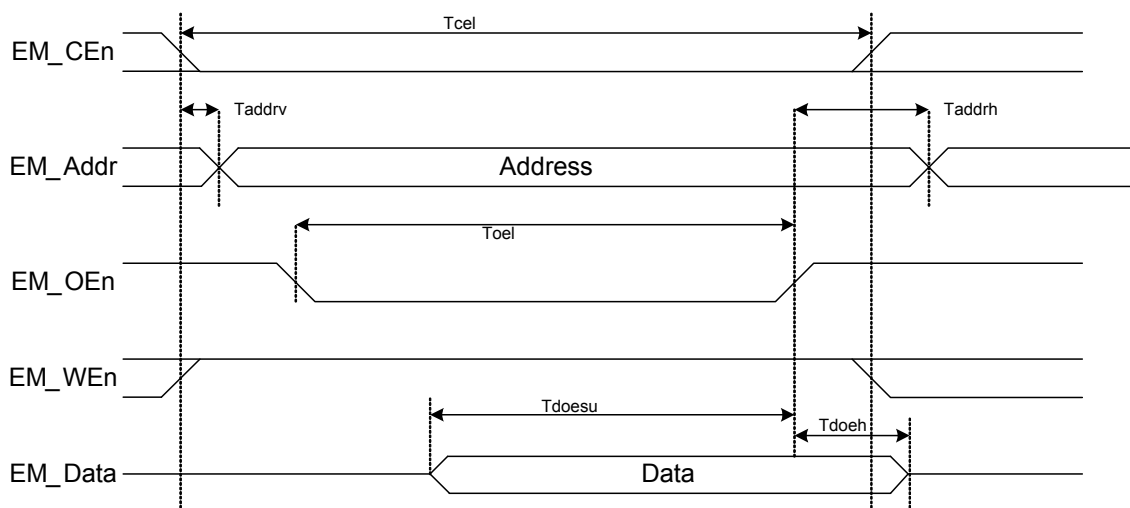 Tcel
EM_CEn
Taddrv
Taddrh
EM_Addr
Address
Toel
EM_OEn
EM_WEn
Tdoesu
Tdoeh
EM_Data
Data